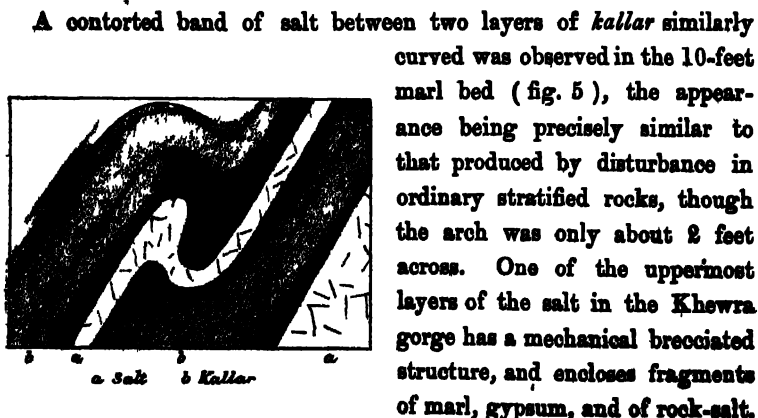 A contorted band of salt between two layers of kallar similarly
curved was observed in the 10-feet
marl bed ( fig. 5 ), the appear-
ance being precisely similar to
that produced by disturbance in
ordinary stratified rocks, though
the arch was only about 2 feet
across. One of the uppermost
layers of the salt in the Khewra
gorge has a mechanical brecciated
structure, and encloses fragments
of marl, gypsum, and of rock-salt.
b a b a
a Salt b Kallar